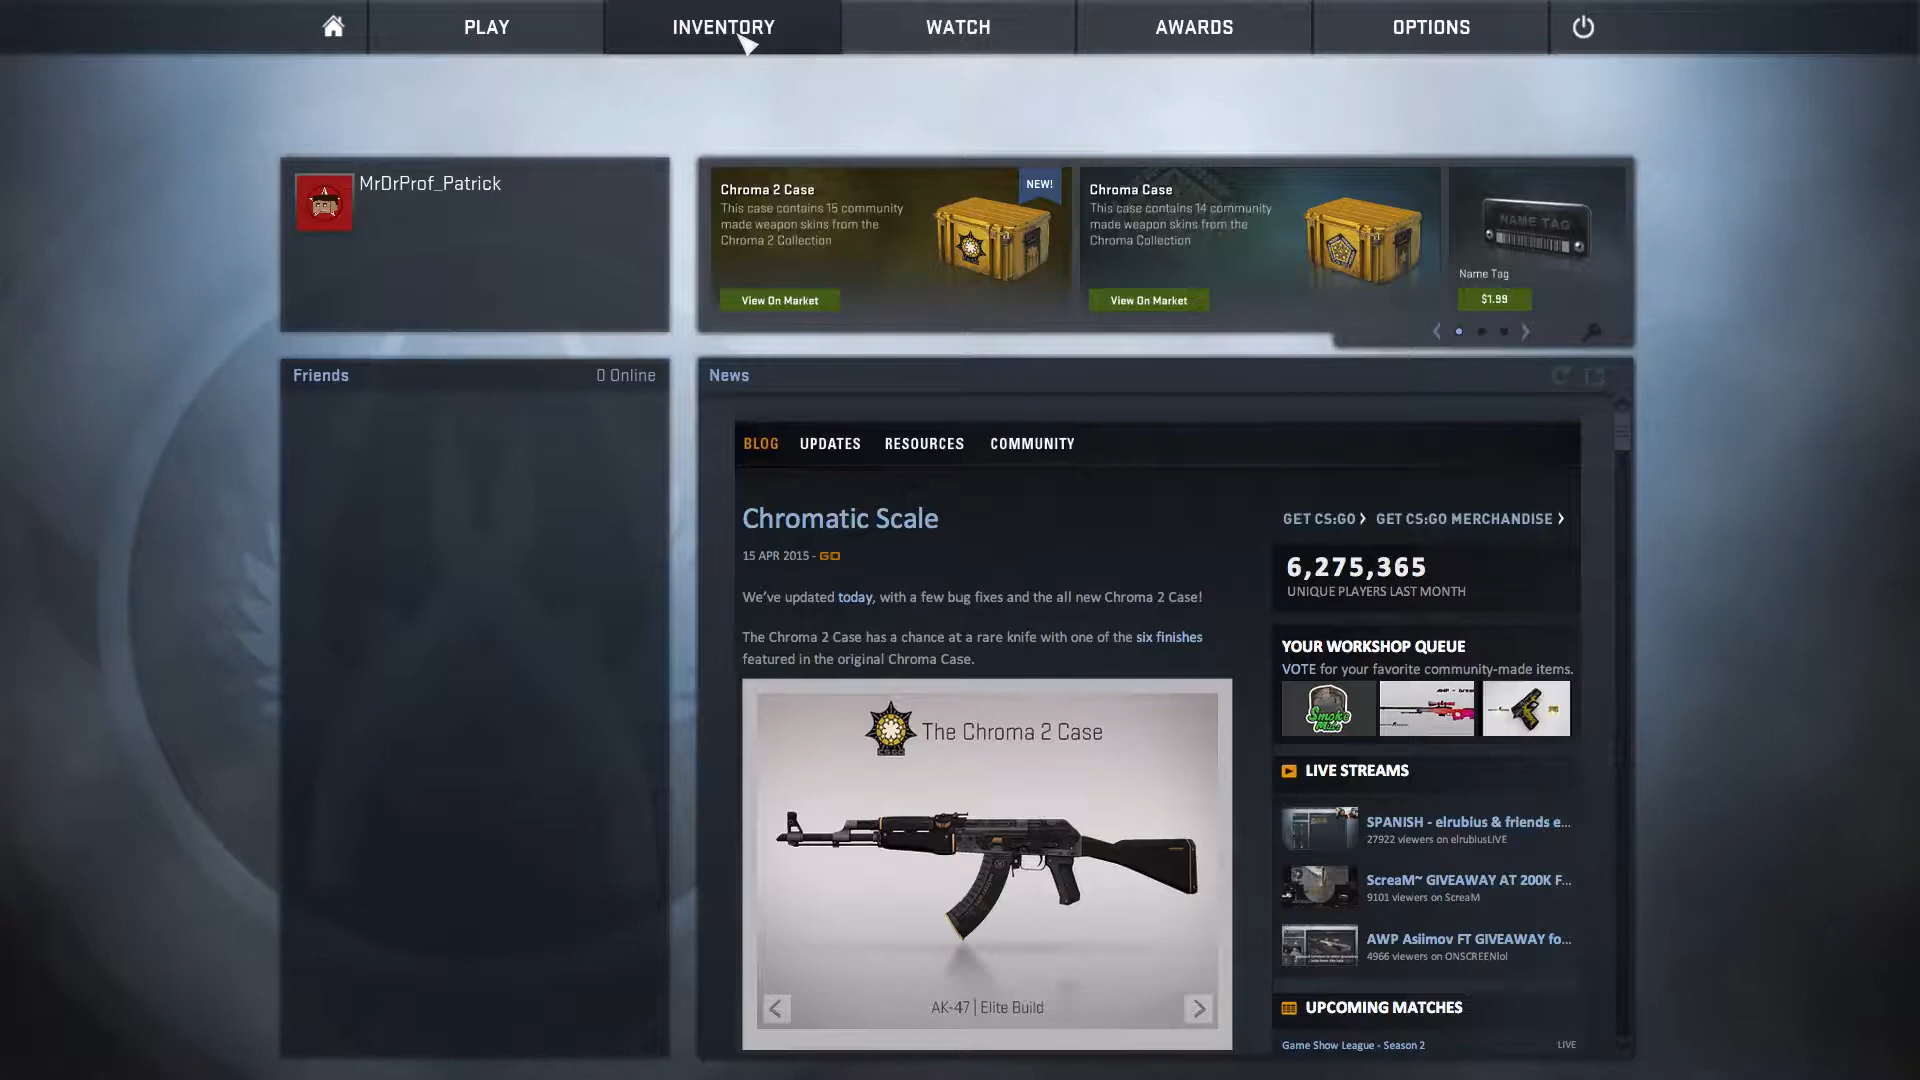 PLAY
INVENTORY
WATCH
AWARDS
OPTIONS
MrDrProf_Patrick
Chroma 2 Case
This case contains 15 community
made weapon skins from the
Chroma 2 Collection
NEW!
View On Market
Chroma Case
This case contains 14 community
made weapon skins from the
Chroma Collection
View On Market
NAME TAG
Name Tag
$1.99
Friends
0 Online
News
BLOG
UPDATES
RESOURCES
COMMUNITY
Chromatic Scale
15 APR 2015 - GO
We've updated today, with a few bug fixes and the all new Chroma 2 Case!
The Chroma 2 Case has a chance at a rare knife with one of the six finishes
featured in the original Chroma Case.
The Chroma 2 Case
AK-47 | Elite Build
GET CS:GO
GET CS:GO MERCHANDISE
6,275,365
UNIQUE PLAYERS LAST MONTH
YOUR WORKSHOP QUEUE
VOTE for your favorite community-made items.
LIVE STREAMS
SPANISH - elrubius & friends e...
27922 viewers on elrubiusLIVE
ScreaM~ GIVEAWAY AT 200K F...
9101 viewers on ScreaM
AWP Asiimov FT GIVEAWAY fo...
4966 viewers on ONSCREENlol
UPCOMING MATCHES
Game Show League - Season 2
LIVE